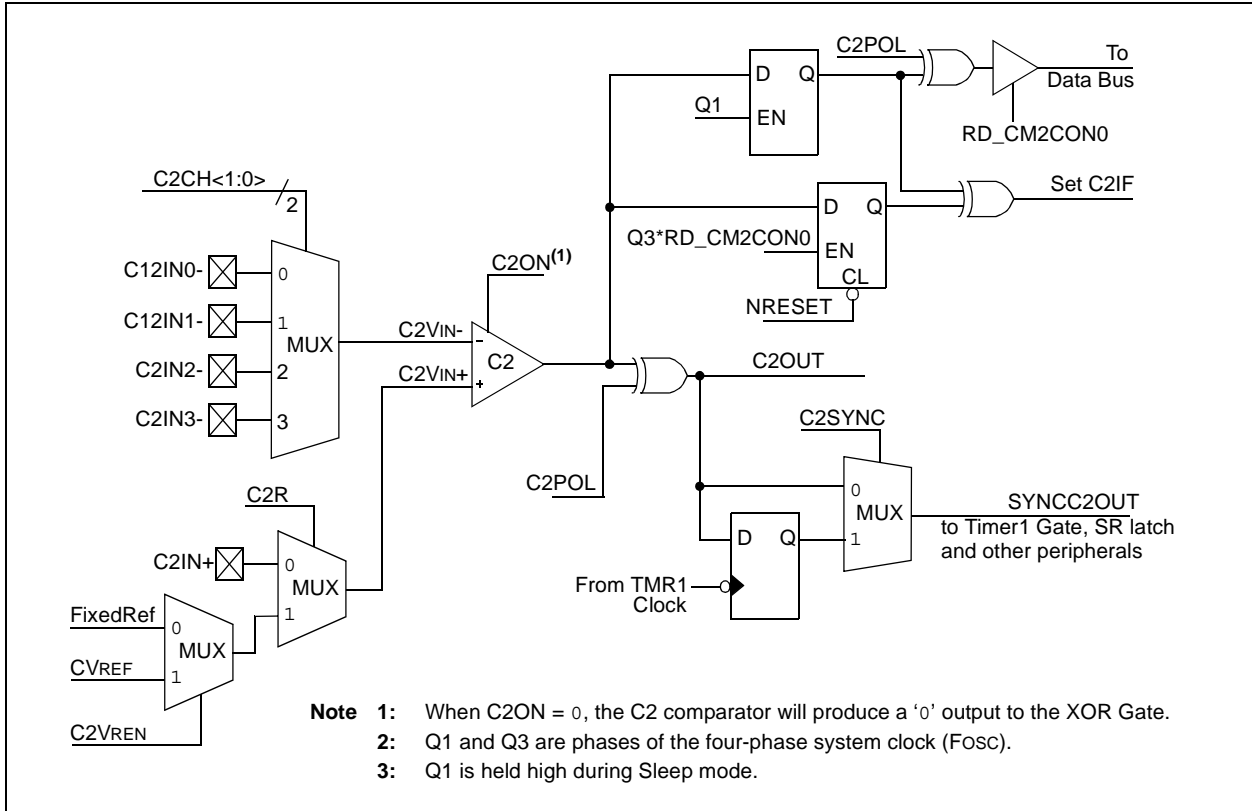 C2POL
To
Data Bus
D Q
Q1
EN
RD_CM2CON0
C2CH<1:0>
2
Set C2IF
D Q
Q3*RD_CM2CON0
EN
CL
NRESET
C2ON(1)
C12IN0-
0
C12IN1-
1
MUX
C2IN2-
2
C2IN3-
3
C2VIN-
-
C2
C2VIN+
+
C2OUT
C2POL
C2SYNC
0
MUX
1
SYNCC2OUT
to Timer1 Gate, SR latch
and other peripherals
D Q
From TMR1
Clock
C2R
C2IN+
0
MUX
1
FixedRef
0
MUX
CVREF
1
C2VREN
Note 1: When C2ON = 0, the C2 comparator will produce a ‘0’ output to the XOR Gate.
2: Q1 and Q3 are phases of the four-phase system clock (FOSC).
3: Q1 is held high during Sleep mode.